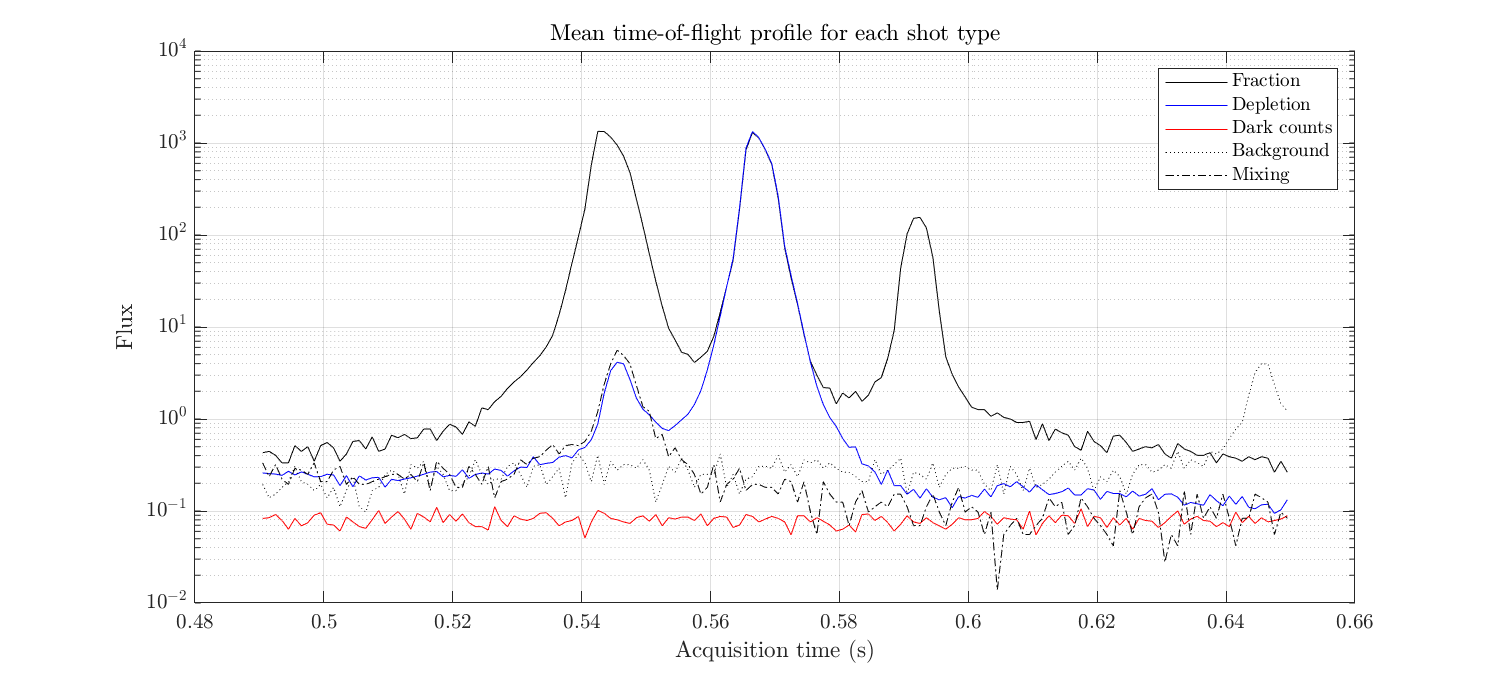 Mean time-of-flight profile for each shot type
10^4
10^3
10^2
10^1
10^0
10^-1
10^-2
Flux
Fraction
Depletion
Dark counts
Background
Mixing
0.48 0.5 0.52 0.54 0.56 0.58 0.6 0.62 0.64 0.66
Acquisition time (s)